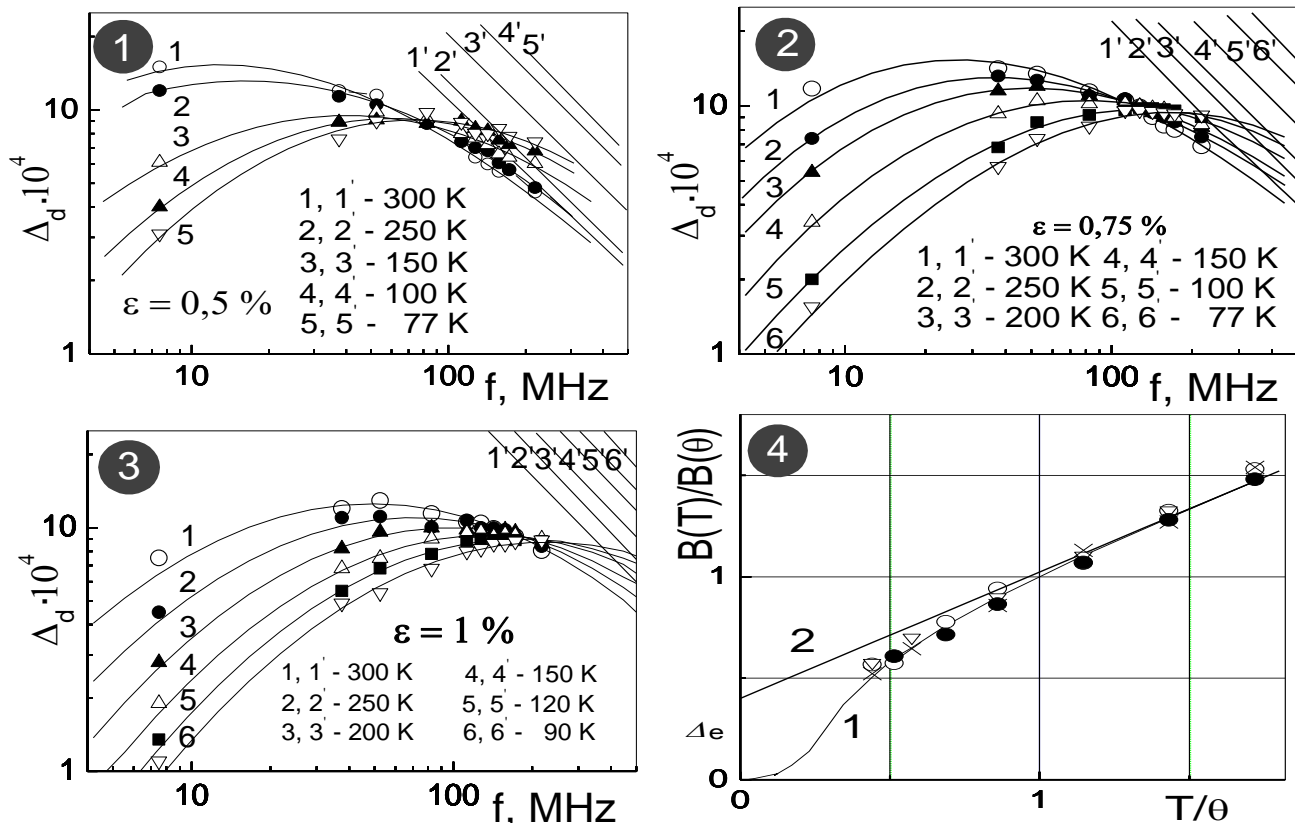 1
Δd·10⁴
10
1
1
2
3
4
5
1'
2'
3'
4'
5'
1, 1' - 300 K
2, 2' - 250 K
3, 3' - 150 K
4, 4' - 100 K
5, 5' - 77 K
ε = 0,5 %
10
100
f, MHz
2
Δd·10⁴
10
1
1
2
3
4
5
6
1' 2' 3' 4' 5' 6'
ε = 0,75 %
1, 1' - 300 K 4, 4' - 150 K
2, 2' - 250 K 5, 5' - 100 K
3, 3' - 200 K 6, 6' - 77 K
10
100
f, MHz
3
Δd·10⁴
10
1
1
2
3
4
5
6
1' 2' 3' 4' 5' 6'
ε = 1 %
1, 1' - 300 K 4, 4' - 150 K
2, 2' - 250 K 5, 5' - 120 K
3, 3' - 200 K 6, 6' - 90 K
10
100
f, MHz
4
B(T)/B(θ)
1
2
1
Δe
0
0
1
T/θ